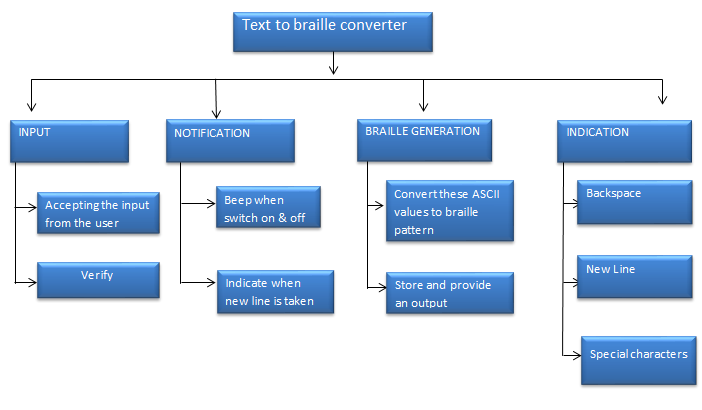 Text to braille converter
INPUT
NOTIFICATION
BRAILLE GENERATION
INDICATION
Accepting the input
from the user
Verify
Beep when
switch on & off
Indicate when
new line is taken
Convert these ASCII
values to braille
pattern
Store and provide
an output
Backspace
New Line
Special characters